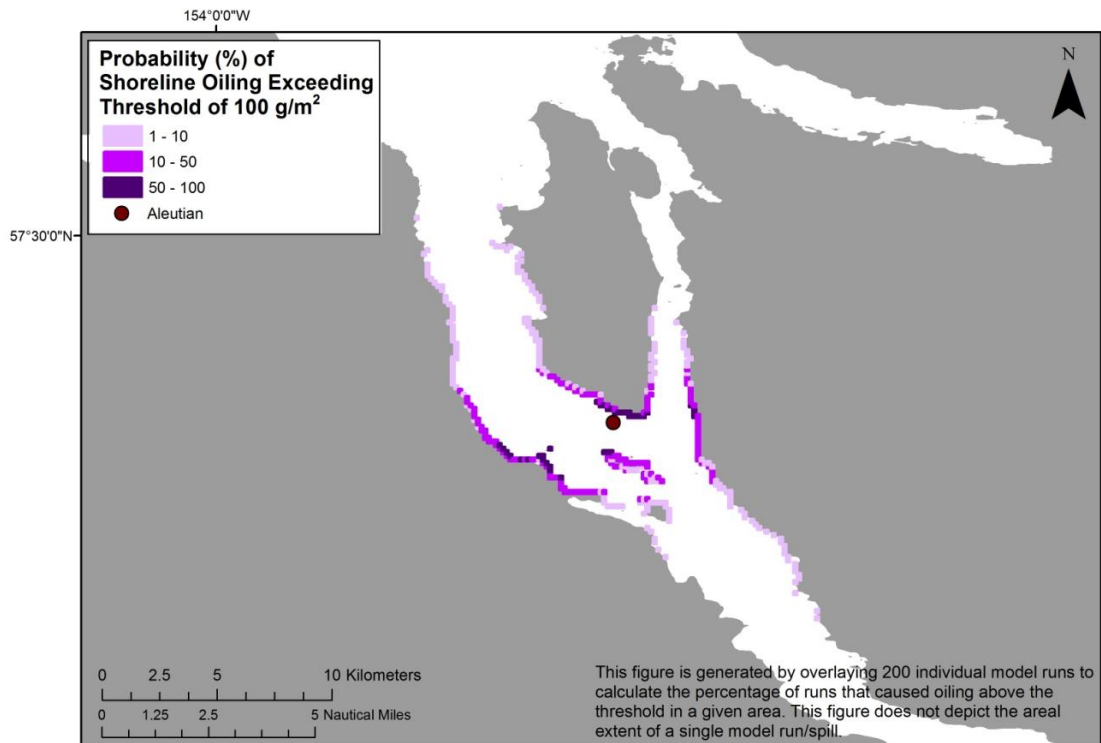 154°0'0"W
Probability (%) of
Shoreline Oiling Exceeding
Threshold of 100 g/m²
1 - 10
10 - 50
50 - 100
Aleutian
N
57°30'0"N
0 2.5 5 10 Kilometers
0 1.25 2.5 5 Nautical Miles
This figure is generated by overlaying 200 individual model runs to
calculate the percentage of runs that caused oiling above the
threshold in a given area. This figure does not depict the areal
extent of a single model run/spill.